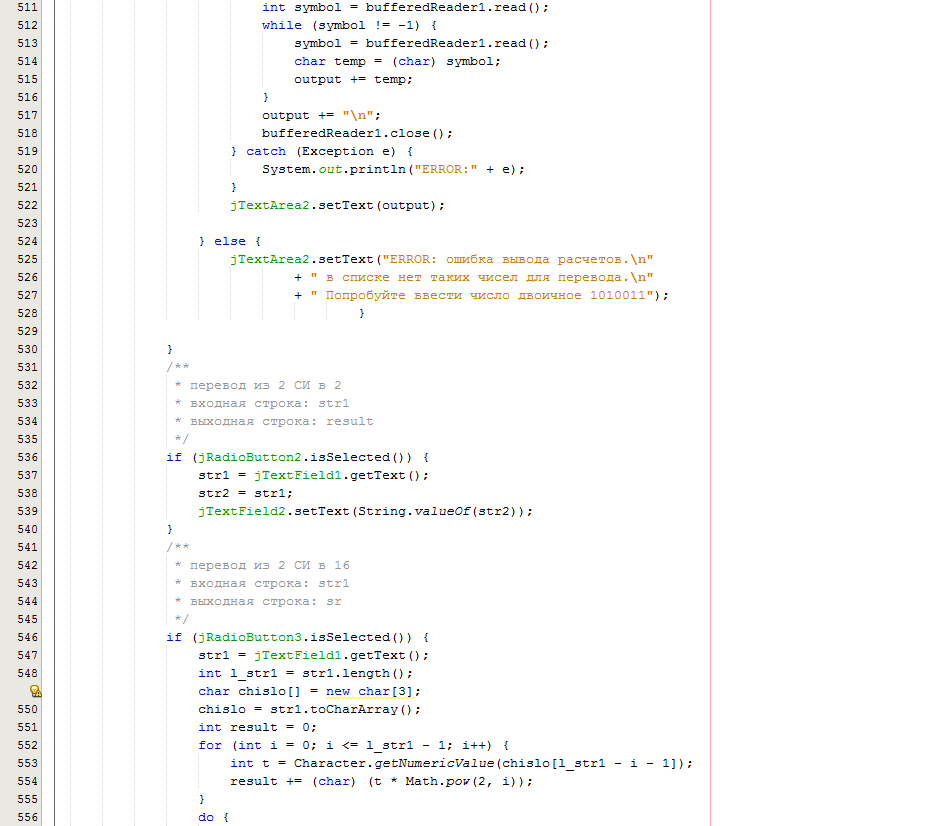 511 int symbol = bufferedReader1.read();
512 while (symbol != -1) {
513 symbol = bufferedReader1.read();
514 char temp = (char) symbol;
515 output += temp;
516 }
517 output += "\n";
518 bufferedReader1.close();
519 } catch (Exception e) {
520 System.out.println("ERROR:" + e);
521 }
522 jTextArea2.setText(output);
523
524 } else {
525 jTextArea2.setText("ERROR: ошибка вывода расчетов.\n"
526 + " в списке нет таких чисел для перевода.\n"
527 + " Попробуйте ввести число двоичное 1010011");
528 }
529
530 }
531 /**
532 * перевод из 2 СИ в 2
533 * входная строка: str1
534 * выходная строка: result
535 */
536 if (jRadioButton2.isSelected()) {
537 str1 = jTextField1.getText();
538 str2 = str1;
539 jTextField2.setText(String.valueOf(str2));
540 }
541 /**
542 * перевод из 2 СИ в 16
543 * входная строка: str1
544 * выходная строка: sr
545 */
546 if (jRadioButton3.isSelected()) {
547 str1 = jTextField1.getText();
548 int l_str1 = str1.length();
char chislo[] = new char[3];
550 chislo = str1.toCharArray();
551 int result = 0;
552 for (int i = 0; i <= l_str1 - 1; i++) {
553 int t = Character.getNumericValue(chislo[l_str1 - i - 1]);
554 result += (char) (t * Math.pow(2, i));
555 }
556 do {